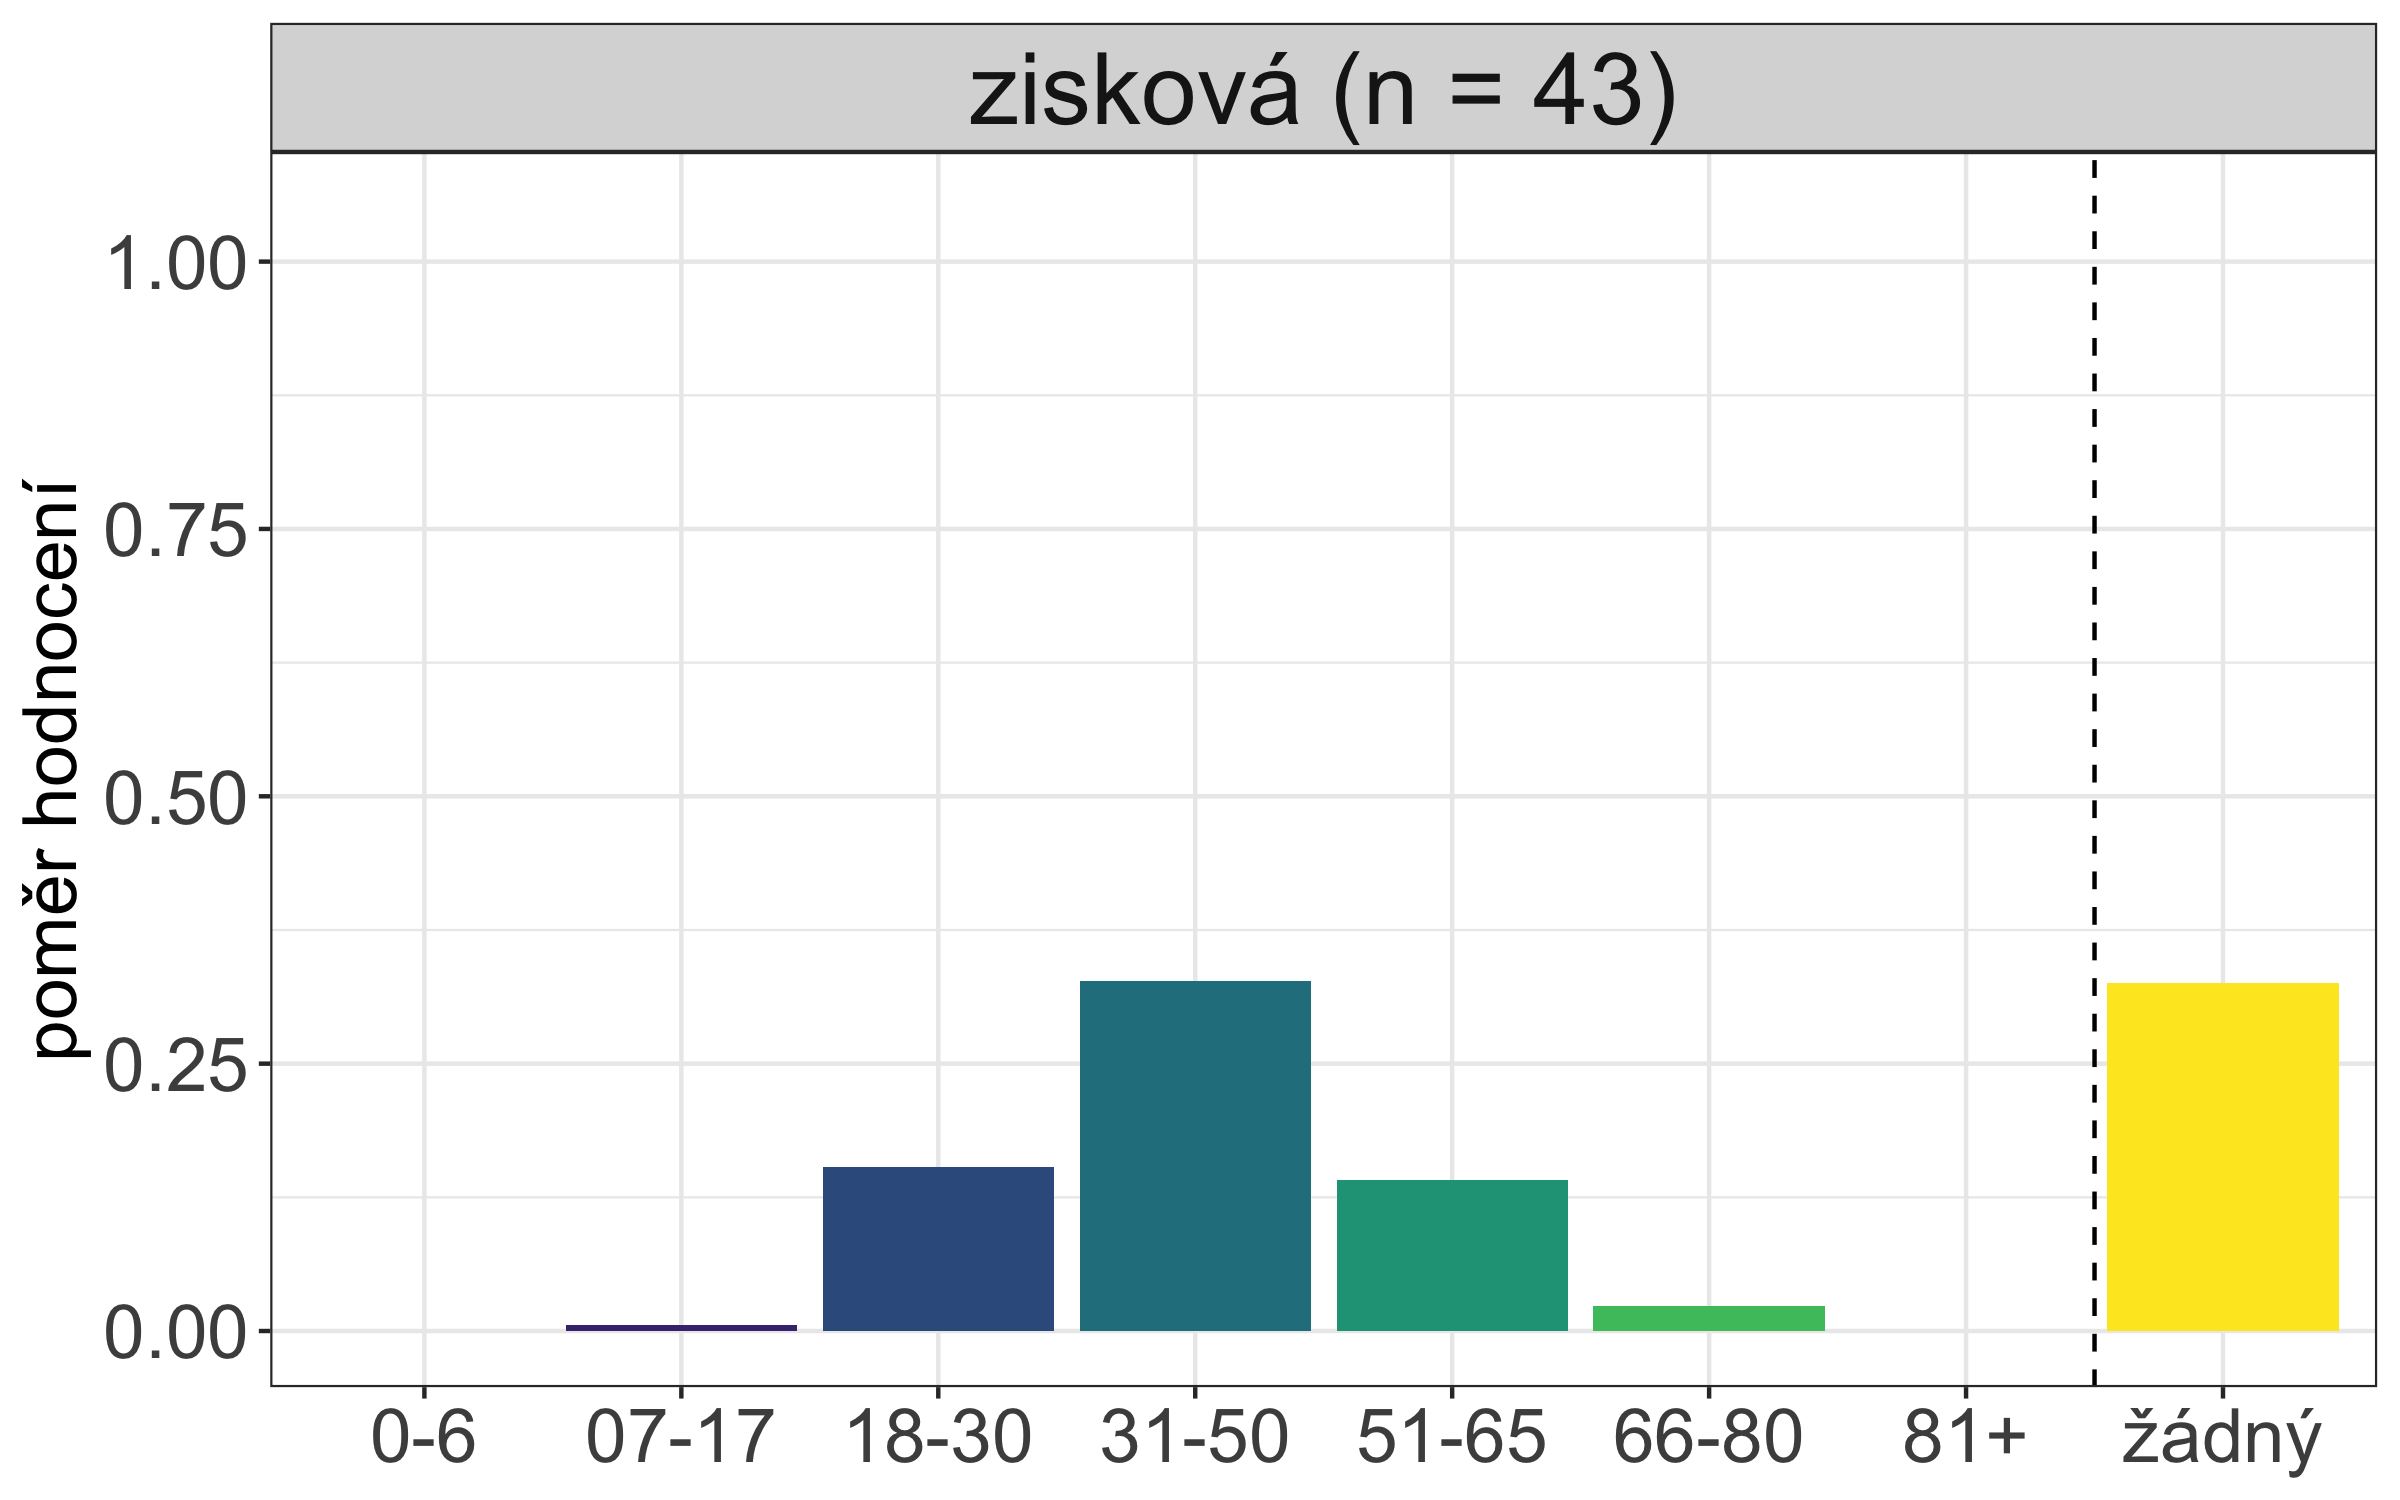 zisková (n = 43)
poměr hodnocení
1.00
0.75
0.50
0.25
0.00
0-6 07-17 18-30 31-50 51-65 66-80 81+ žádný